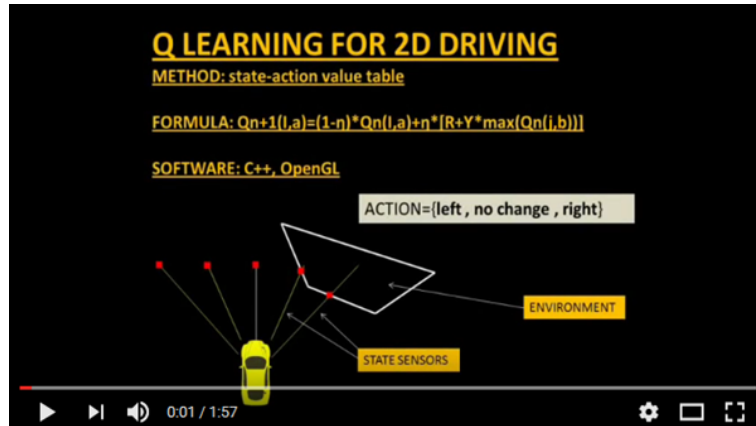 Q LEARNING FOR 2D DRIVING
METHOD: state-action value table
FORMULA: Qn+1(I,a)=(1-η)*Qn(I,a)+η*[R+Y*max(Qn(j,b))]
SOFTWARE: C++, OpenGL
ACTION={left , no change , right}
ENVIRONMENT
STATE SENSORS
0:01 / 1:57